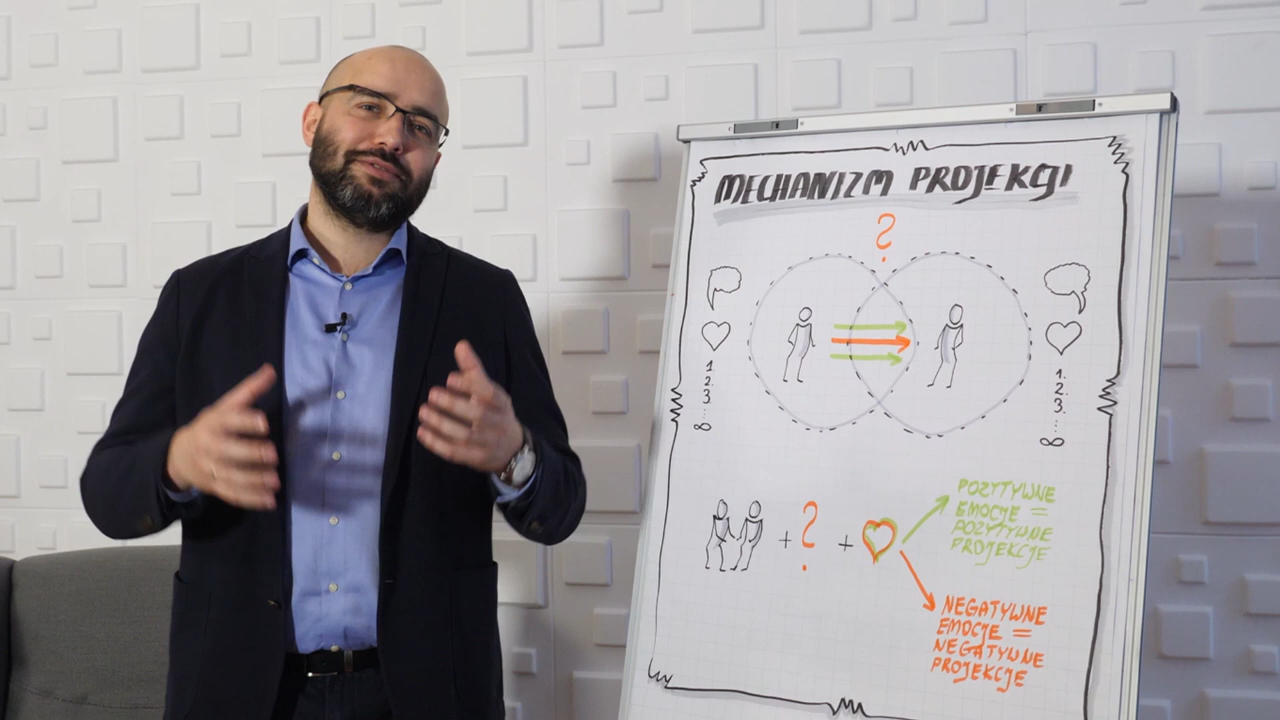 MECHANIZM PROJEKCJI
?
1.
2.
3.
...
∞
1.
2.
3.
...
∞
+ ? +
POZYTYWNE
EMOCJE =
POZYTYWNE
PROJEKCJE
NEGATYWNE
EMOCJE =
NEGATYWNE
PROJEKCJE